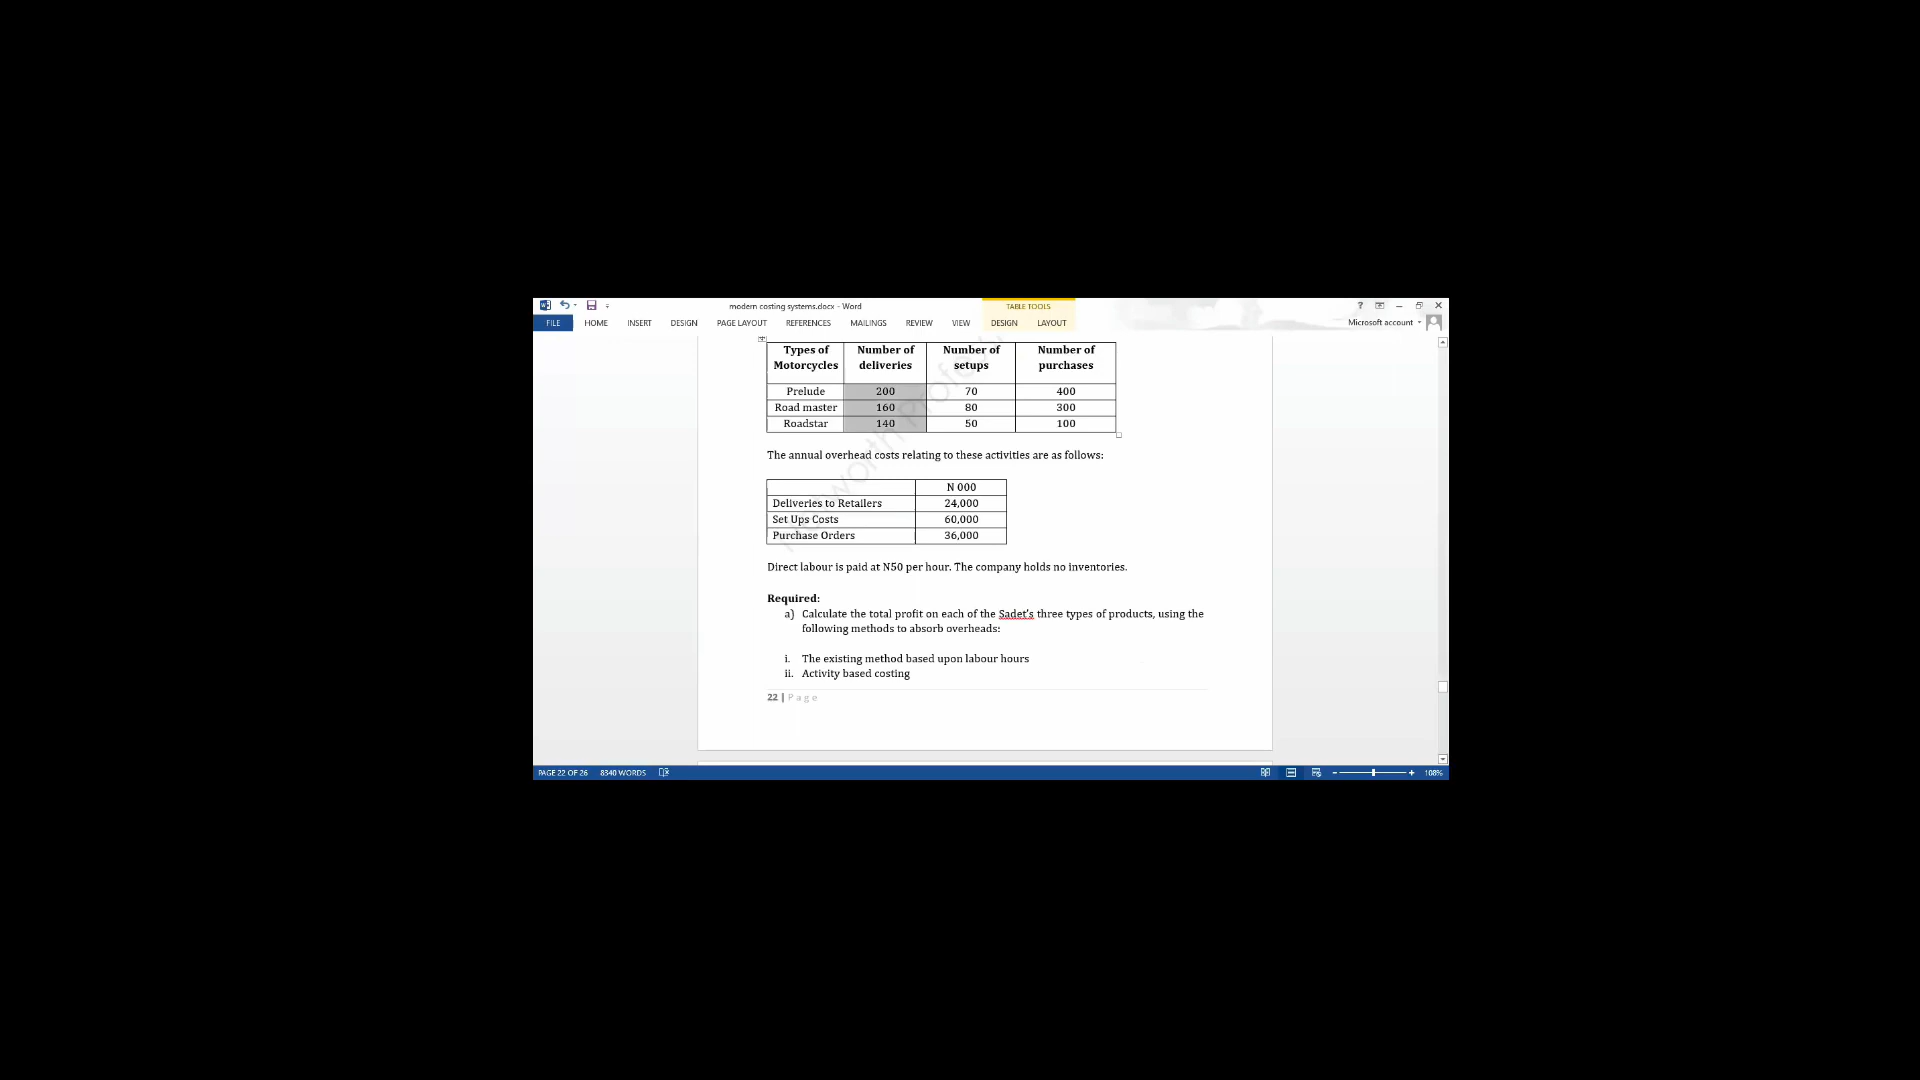 modern costing systems.docx - Word
TABLE TOOLS
FILE HOME INSERT DESIGN PAGE LAYOUT REFERENCES MAILINGS REVIEW VIEW DESIGN LAYOUT Microsoft account
Types of Motorcycles Number of deliveries Number of setups Number of purchases
Prelude 200 70 400
Road master 160 80 300
Roadstar 140 50 100
The annual overhead costs relating to these activities are as follows:
N 000
Deliveries to Retailers 24,000
Set Ups Costs 60,000
Purchase Orders 36,000
Direct labour is paid at N50 per hour. The company holds no inventories.
Required:
a) Calculate the total profit on each of the Sadet's three types of products, using the
following methods to absorb overheads:
i. The existing method based upon labour hours
ii. Activity based costing
22 | Page
PAGE 22 OF 26 8340 WORDS 108%